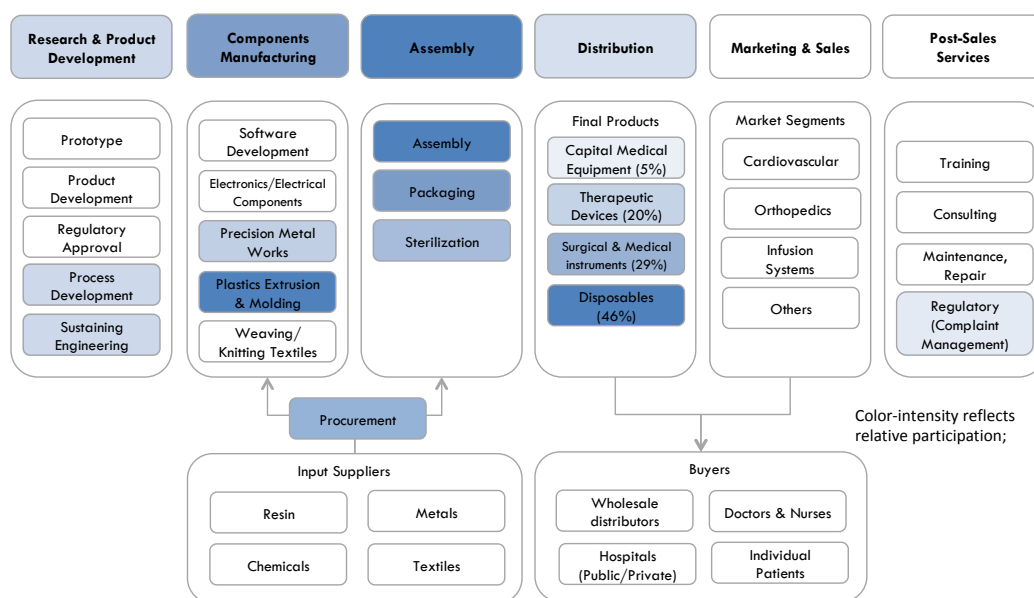 Research & Product
Development
Components
Manufacturing
Assembly
Distribution
Marketing & Sales
Post-Sales
Services
Prototype
Product
Development
Regulatory
Approval
Process
Development
Sustaining
Engineering
Software
Development
Electronics/Electrical
Components
Precision Metal
Works
Plastics Extrusion
& Molding
Weaving/
Knitting Textiles
Assembly
Packaging
Sterilization
Final Products
Capital Medical
Equipment (5%)
Therapeutic
Devices (20%)
Surgical & Medical
instruments (29%)
Disposables
(46%)
Market Segments
Cardiovascular
Orthopedics
Infusion
Systems
Others
Training
Consulting
Maintenance,
Repair
Regulatory
(Complaint
Management)
Procurement
Color-intensity reflects
relative participation;
Input Suppliers
Resin
Metals
Chemicals
Textiles
Buyers
Wholesale
distributors
Doctors & Nurses
Hospitals
(Public/Private)
Individual
Patients